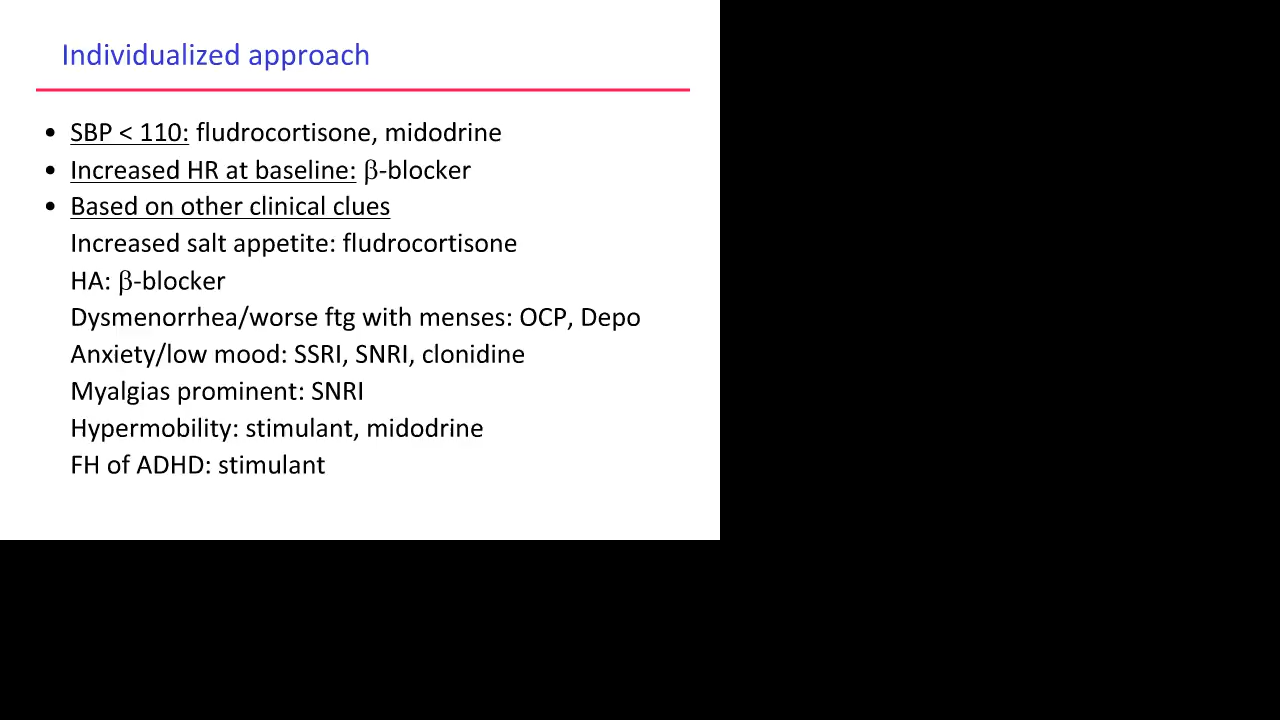 Individualized approach
• SBP < 110: fludrocortisone, midodrine
• Increased HR at baseline: β-blocker
• Based on other clinical clues
Increased salt appetite: fludrocortisone
HA: β-blocker
Dysmenorrhea/worse ftg with menses: OCP, Depo
Anxiety/low mood: SSRI, SNRI, clonidine
Myalgias prominent: SNRI
Hypermobility: stimulant, midodrine
FH of ADHD: stimulant